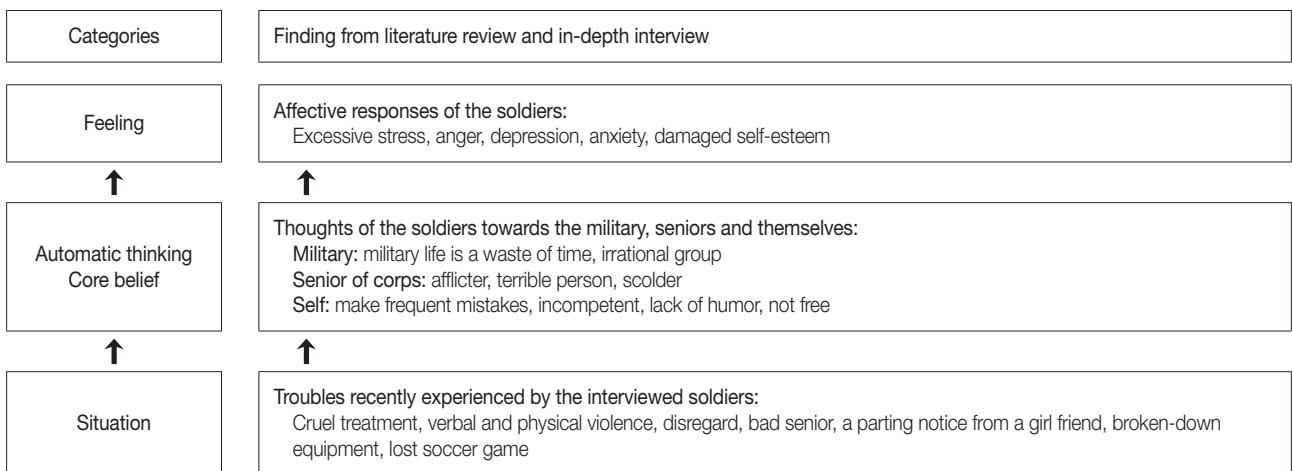 Categories
Finding from literature review and in-depth interview
Feeling
Affective responses of the soldiers:
Excessive stress, anger, depression, anxiety, damaged self-esteem
Automatic thinking
Core belief
Thoughts of the soldiers towards the military, seniors and themselves:
Military: military life is a waste of time, irrational group
Senior of corps: afflicter, terrible person, scolder
Self: make frequent mistakes, incompetent, lack of humor, not free
Situation
Troubles recently experienced by the interviewed soldiers:
Cruel treatment, verbal and physical violence, disregard, bad senior, a parting notice from a girl friend, broken-down
equipment, lost soccer game